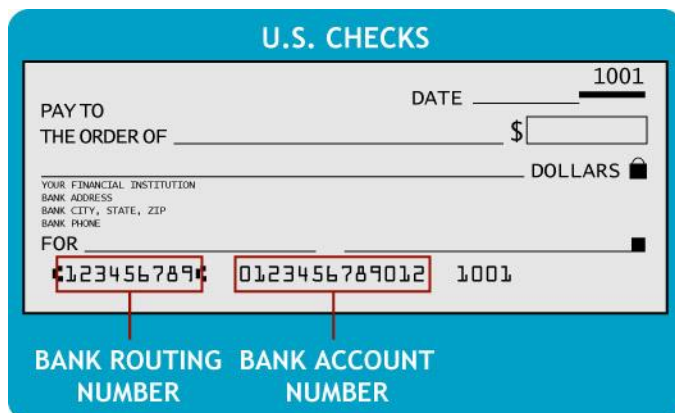 U.S. CHECKS
1001
DATE
PAY TO
THE ORDER OF
$
DOLLARS
YOUR FINANCIAL INSTITUTION
BANK ADDRESS
BANK CITY, STATE, ZIP
BANK PHONE
FOR
⑆123456789⑆ 0123456789012 1001
BANK ROUTING NUMBER
BANK ACCOUNT NUMBER